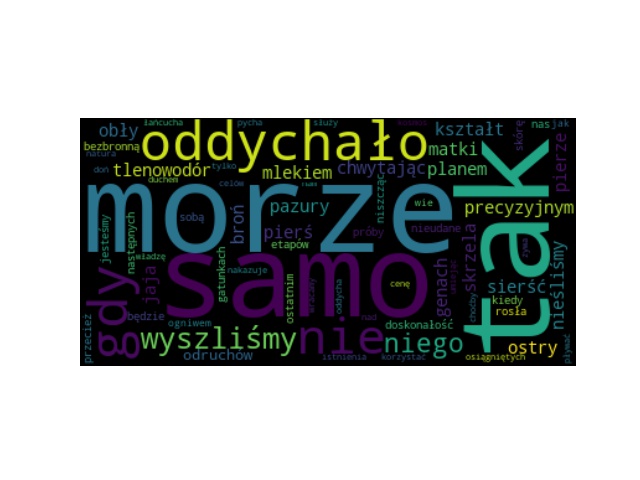 łańcucha pycha służy
obły oddychało kształt nas jak
bezbronną matki skórę
natura tlenowodór mlekiem chwytając planem pierze
don duchem tylko celów
morze tak
jesteśmy następnych sobą broń pazury pierś wie niszcząc precyzyjnym
etapów próby nieudane skrzela żywa
gdy jaja samo genach sierść nieśliśmy
władzę gatunkach nakazuje ostatnim oddycha cenę choćby kiedy
rosła
będzie ogniwem nad doskonałość
przecież wyszliśmy nie niego ostry
odruchów istnienia korzystać osiągniętych pływać